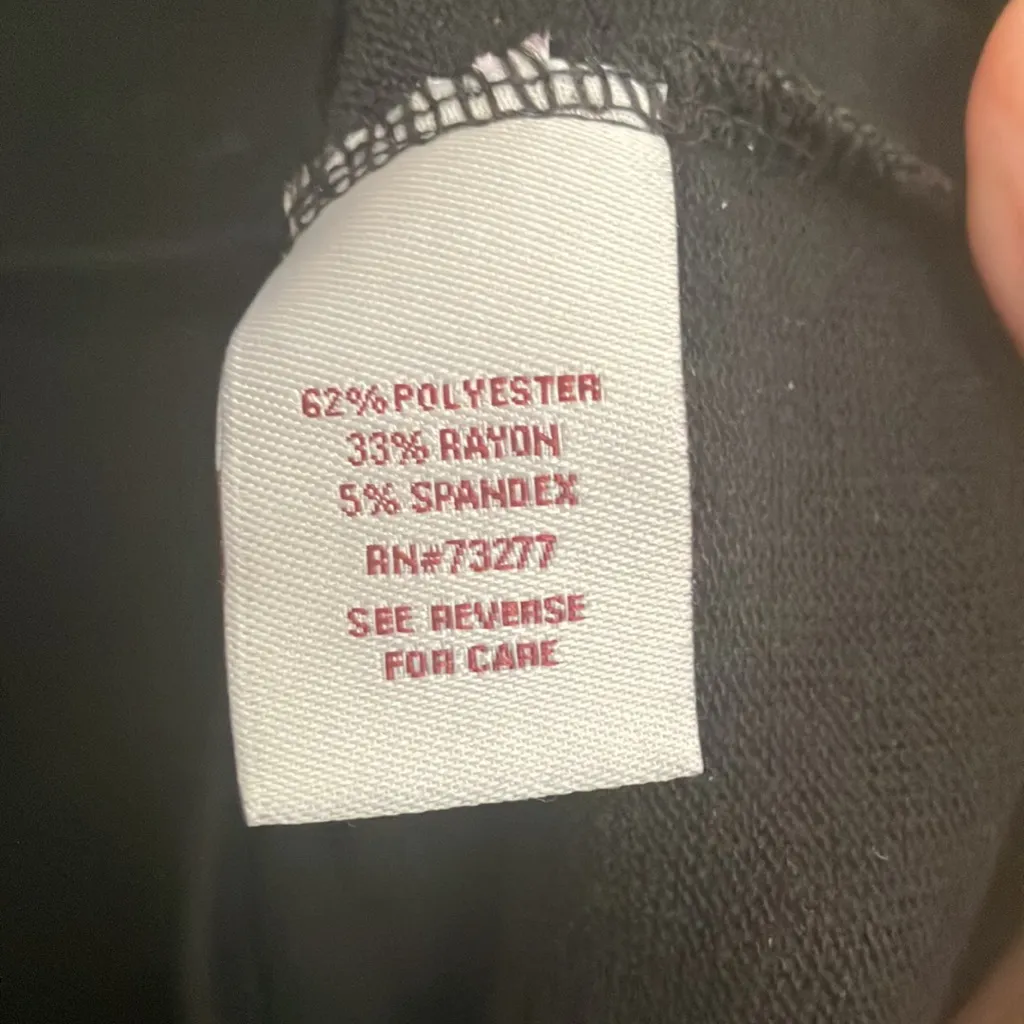 62% POLYESTER
33% RAYON
5% SPANDEX
RN#73277
SEE REVERSE
FOR CARE